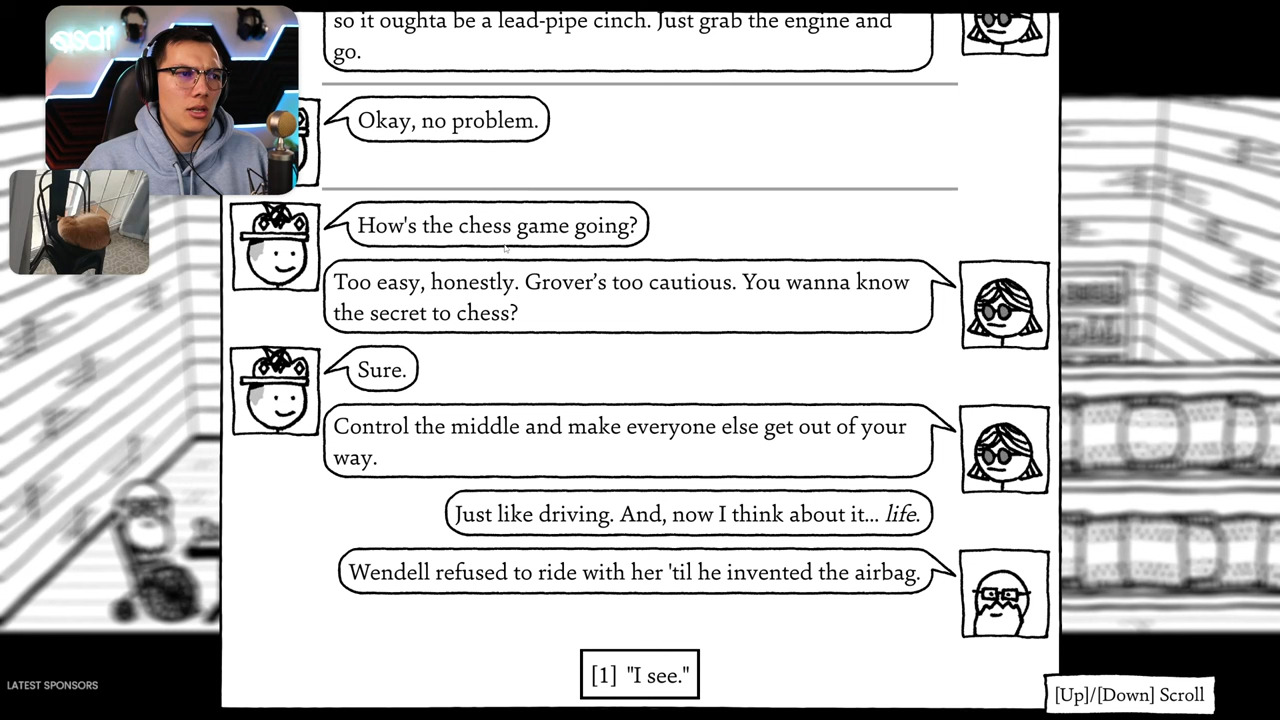 so it oughta be a lead-pipe cinch. Just grab the engine and
go.
Okay, no problem.
How's the chess game going?
Too easy, honestly. Grover’s too cautious. You wanna know
the secret to chess?
Sure.
Control the middle and make everyone else get out of your
way.
Just like driving. And, now I think about it... life.
Wendell refused to ride with her 'til he invented the airbag.
[1] "I see."
LATEST SPONSORS
[Up]/[Down] Scroll